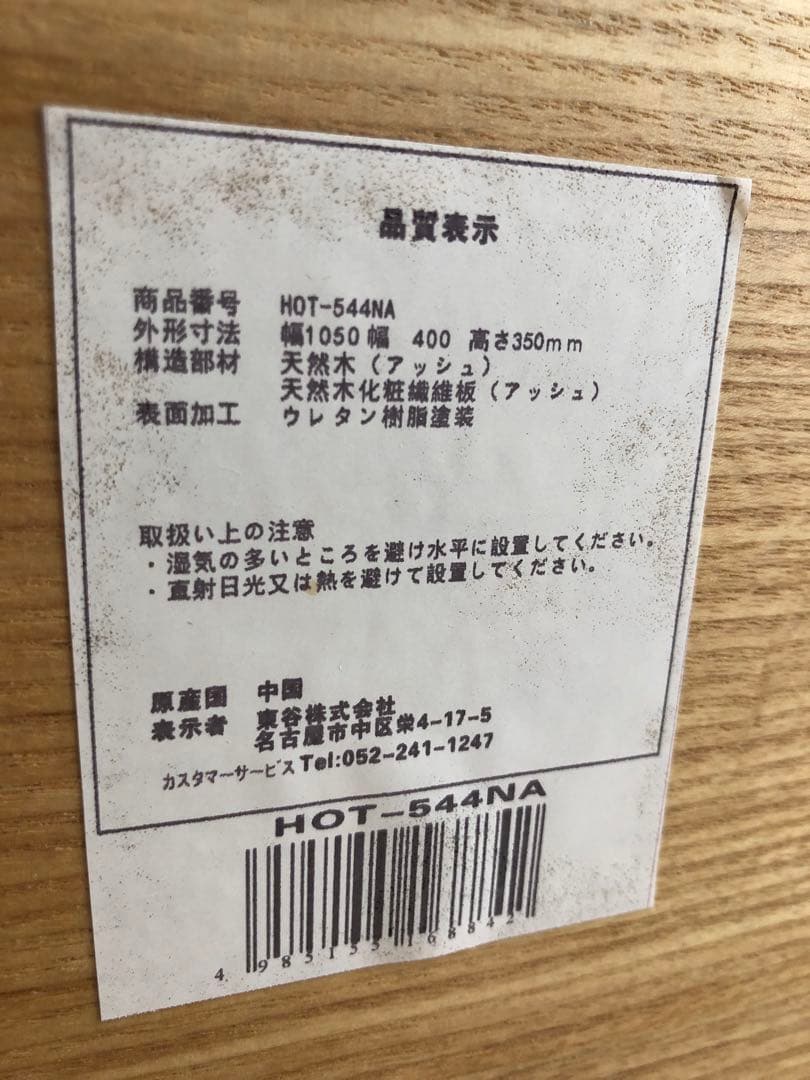 品質表示
商品番号 HOT-544NA
外形寸法 幅1050 幅 400 高さ350mm
構造部材 天然木(アッシュ)
天然木化粧繊維板(アッシュ)
表面加工 ウレタン樹脂塗装
取扱い上の注意
・湿気の多いところを避け水平に設置してください。
・直射日光又は熱を避けて設置してください。
原産国 中国
表示者 東谷株式会社
名古屋市中区栄4-17-5
カスタマーサービス Tel:052-241-1247
HOT-544NA
4985155168842